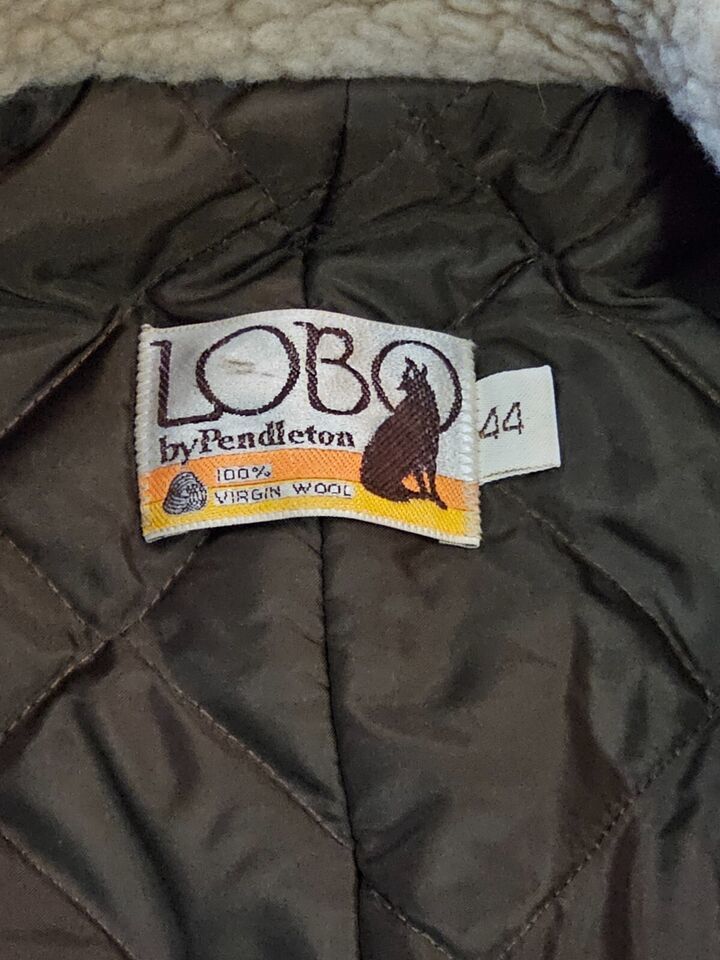 LOBO
by Pendleton
100%
VIRGIN WOOL
44